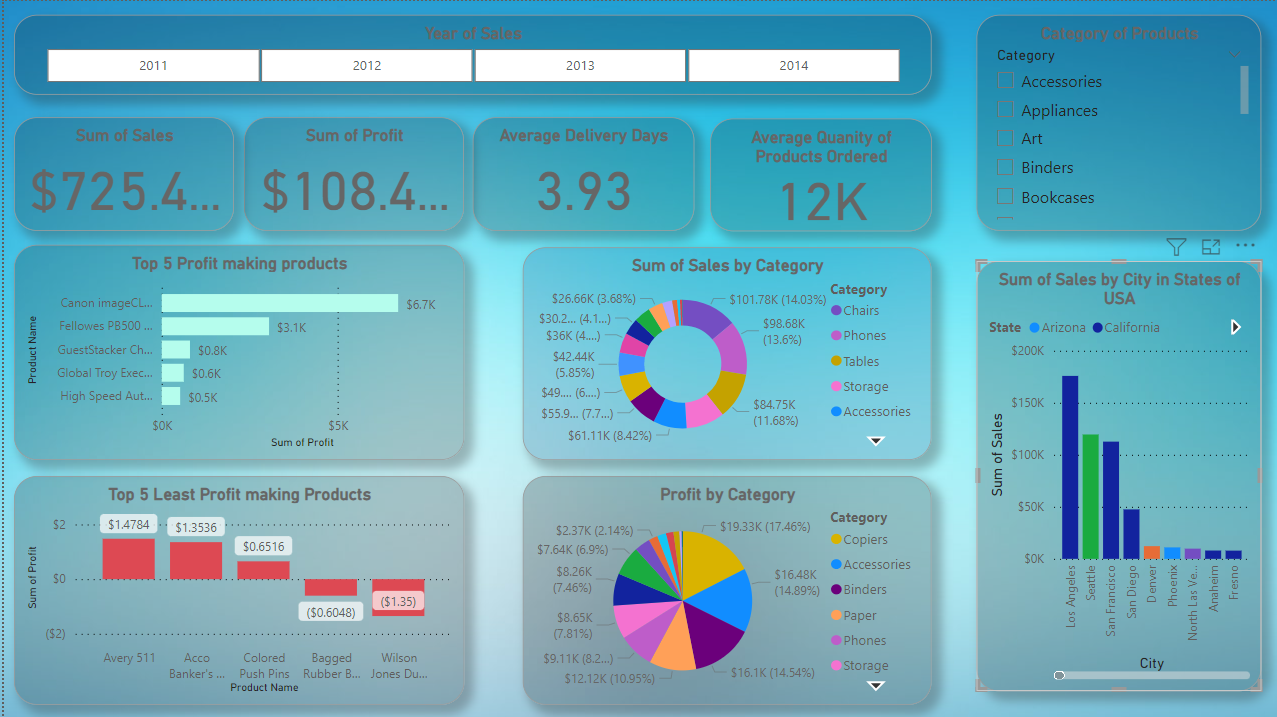 Year of Sales
2011
2012
2013
2014
Category of Products
Category
Accessories
Appliances
Art
Binders
Bookcases
Sum of Sales
$725.4...
Sum of Profit
$108.4...
Average Delivery Days
3.93
Average Quanity of
Products Ordered
12K
Top 5 Profit making products
Product Name
Canon imageCL...
Fellowes PB500 ...
GuestStacker Ch...
Global Troy Exec...
High Speed Aut...
$6.7K
$3.1K
$0.8K
$0.6K
$0.5K
$0K
$5K
Sum of Profit
Sum of Sales by Category
$26.66K (3.68%)
$30.2... (4.1...)
$36K (4....)
$42.44K
(5.85%)
$49.... (6....)
$55.9... (7.7...)
$61.11K (8.42%)
$101.78K (14.03%)
$98.68K
(13.6%)
$84.75K
(11.68%)
Category
Chairs
Phones
Tables
Storage
Accessories
Sum of Sales by City in States of
USA
State
Arizona
California
Sum of Sales
$200K
$150K
$100K
$50K
$0K
Los Angeles
Seattle
San Francisco
San Diego
Denver
Phoenix
North Las Ve...
Anaheim
Fresno
City
Top 5 Least Profit making Products
Sum of Profit
$2
$0
($2)
$1.4784
$1.3536
$0.6516
($0.6048)
($1.35)
Avery 511
Acco
Banker's ...
Colored
Push Pins
Bagged
Rubber B...
Wilson
Jones Du...
Product Name
Profit by Category
$2.37K (2.14%)
$7.64K (6.9%)
$8.26K
(7.46%)
$8.65K
(7.81%)
$9.11K (8.2...)
$12.12K (10.95%)
$19.33K (17.46%)
$16.48K
(14.89%)
$16.1K (14.54%)
Category
Copiers
Accessories
Binders
Paper
Phones
Storage